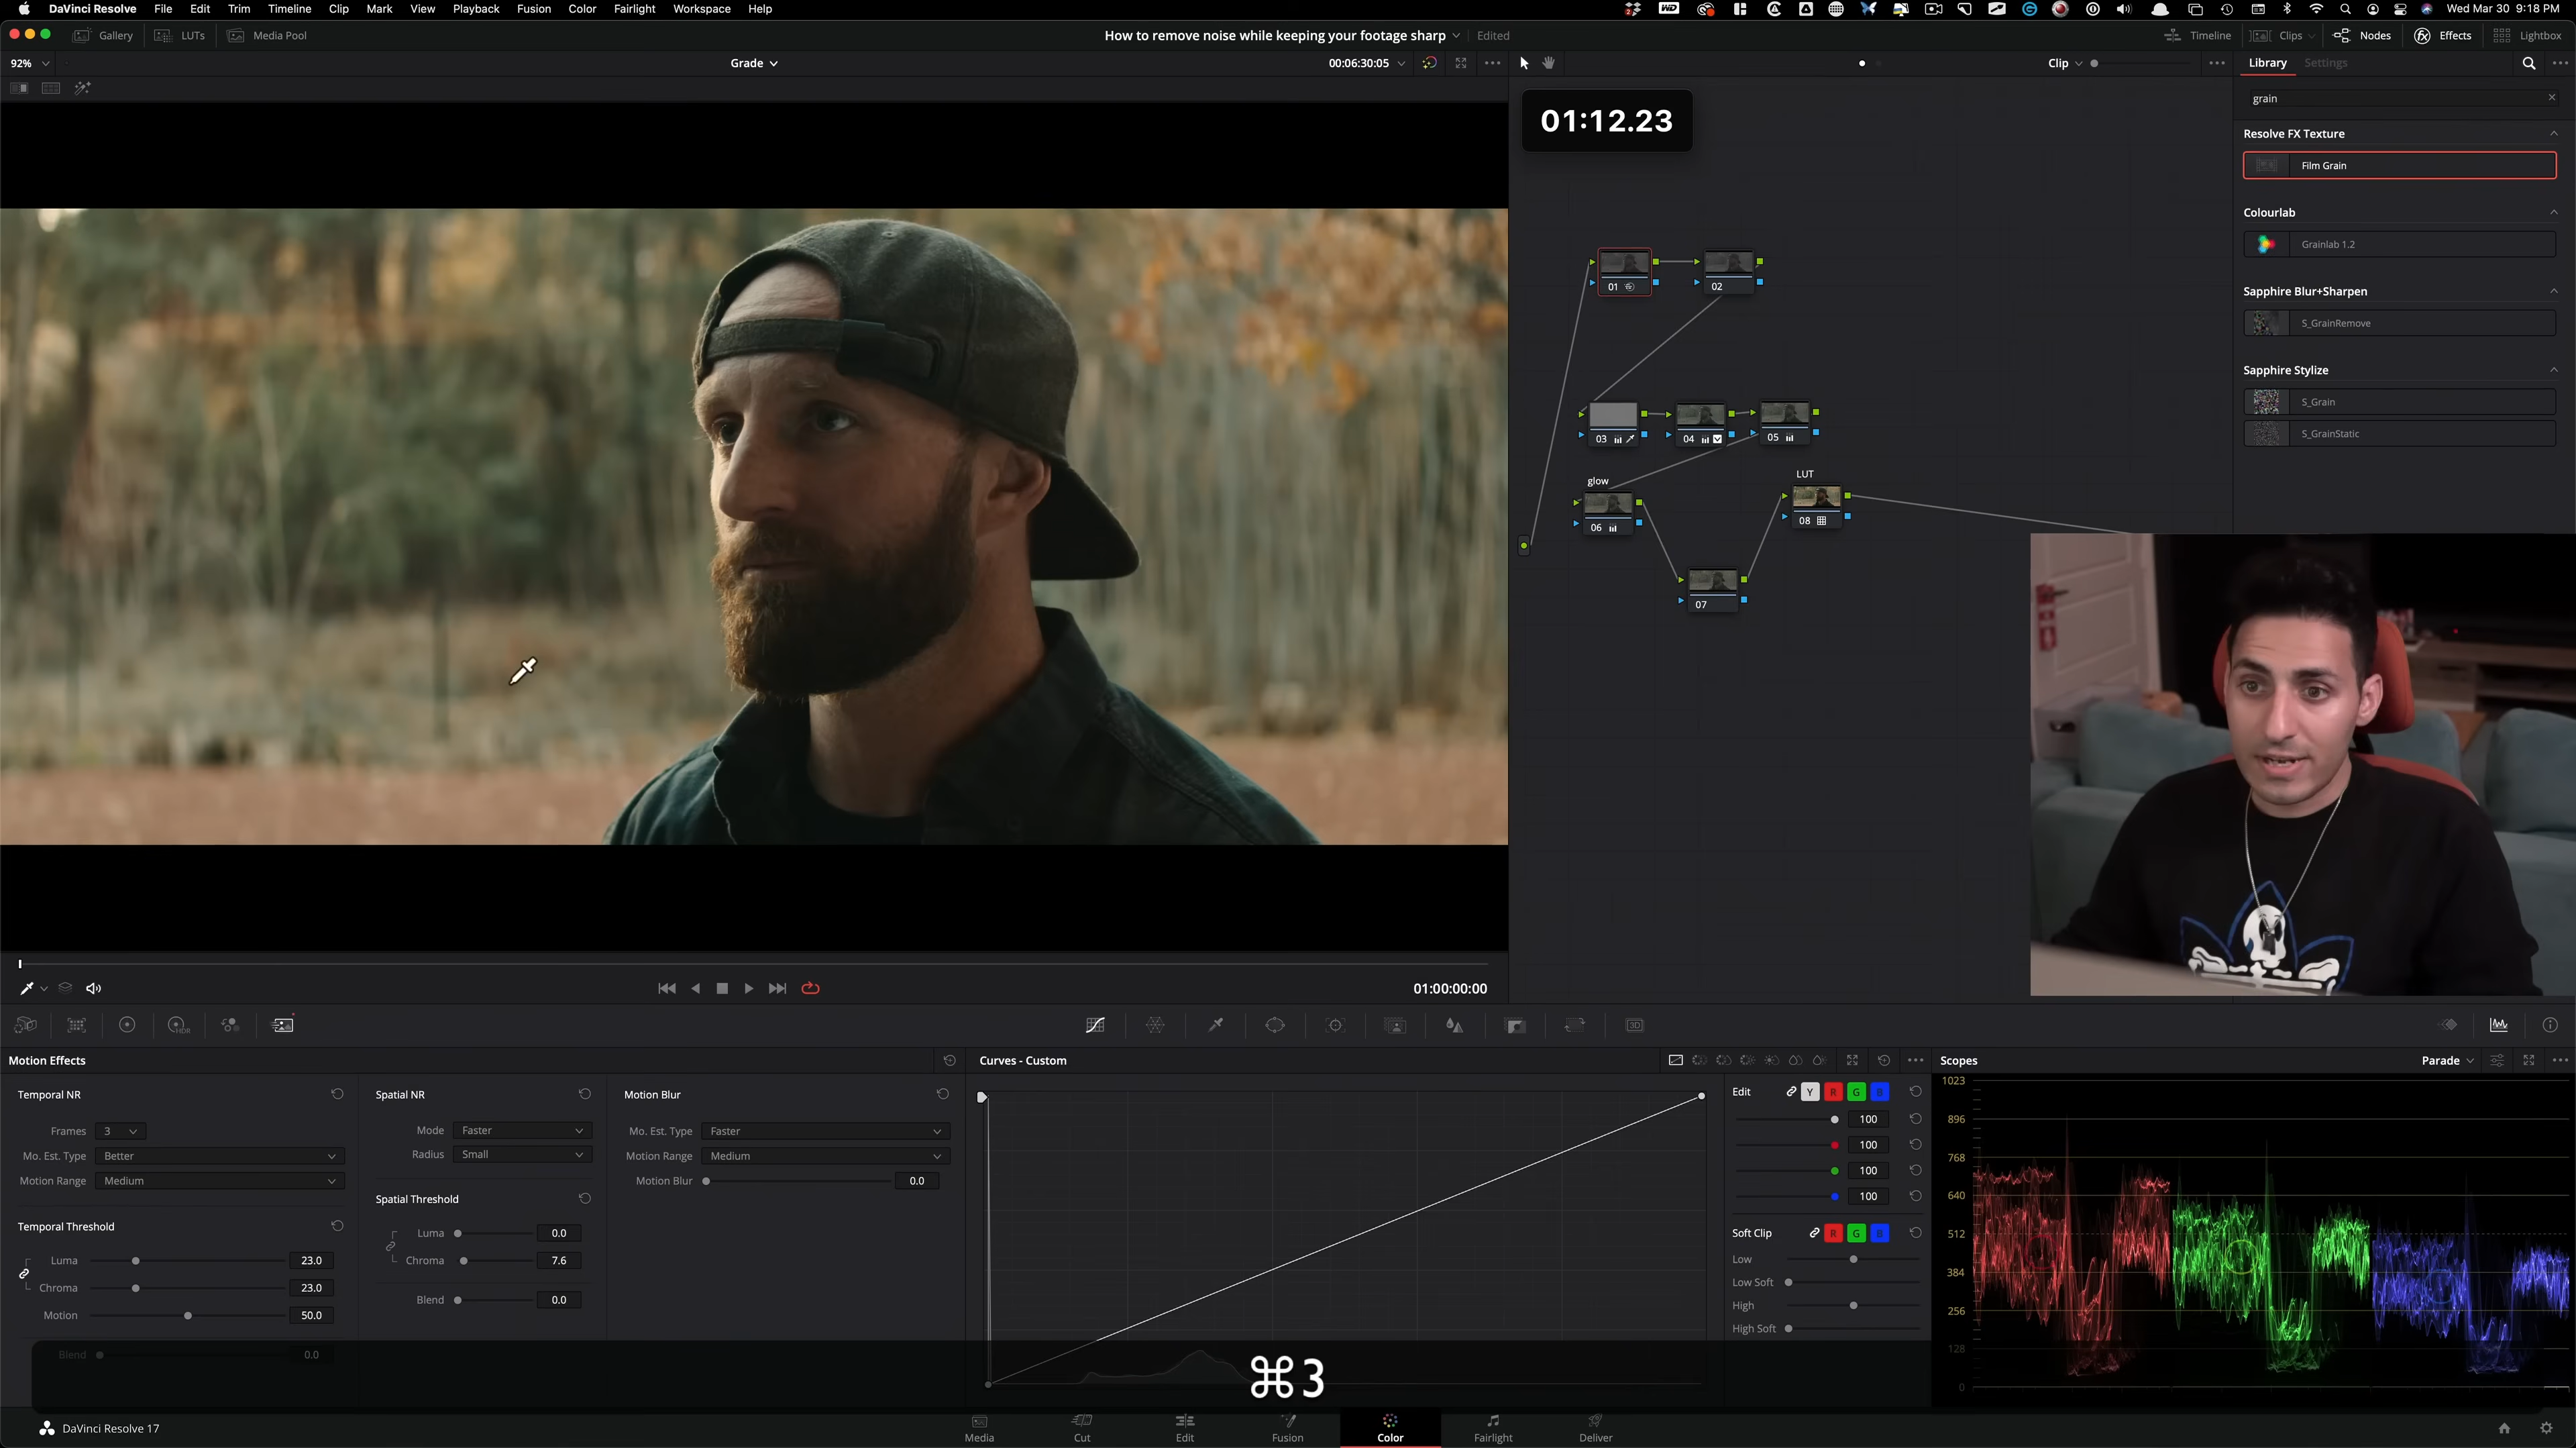 DaVinci Resolve File Edit Trim Timeline Clip Mark View Playback Fusion Color Fairlight Workspace Help
Wed Mar 30 9:18 PM
Gallery LUTs Media Pool
How to remove noise while keeping your footage sharp Edited
Timeline Clips Nodes Effects Lightbox
92% Grade 00:06:30:05
Clip
Library Settings
grain
01:12.23
Resolve FX Texture
Film Grain
Colourlab
Grainlab 1.2
Sapphire Blur+Sharpen
S_GrainRemove
Sapphire Stylize
S_Grain
S_GrainStatic
01 02
03 04 05
glow LUT
06 08
07
01:00:00:00
HDR
3D
Motion Effects
Curves - Custom
Scopes Parade
Temporal NR
Frames 3
Mo. Est. Type Better
Motion Range Medium
Temporal Threshold
Luma 23.0
Chroma 23.0
Motion 50.0
Blend 0.0
Spatial NR
Mode Faster
Radius Small
Spatial Threshold
Luma 0.0
Chroma 7.6
Blend 0.0
Motion Blur
Mo. Est. Type Faster
Motion Range Medium
Motion Blur 0.0
Edit Y R G B
100
100
100
100
Soft Clip R G B
Low
Low Soft
High
High Soft
1023
896
768
640
512
384
256
128
0
⌘3
DaVinci Resolve 17
Media Cut Edit Fusion Color Fairlight Deliver